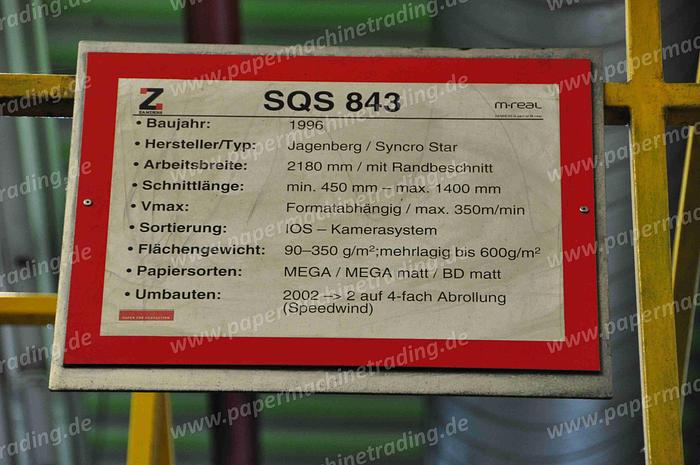 Z SQS 843 m-real
ZANDERS
• Baujahr: 1996
• Hersteller/Typ: Jagenberg / Syncro Star
• Arbeitsbreite: 2180 mm / mit Randbeschnitt
• Schnittlänge: min. 450 mm – max. 1400 mm
• Vmax: Formatabhängig / max. 350m/min
• Sortierung: IOS – Kamerasystem
• Flächengewicht: 90–350 g/m²;mehrlagig bis 600g/m²
• Papiersorten: MEGA / MEGA matt / BD matt
• Umbauten: 2002 --> 2 auf 4-fach Abrollung
(Speedwind)
www.papermachinetrading.de